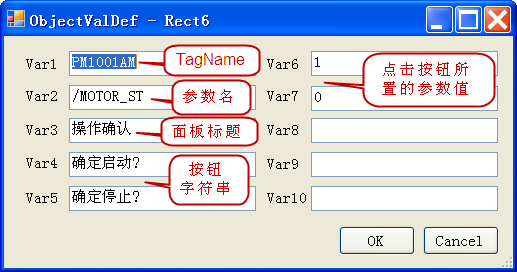 ObjectValDef - Rect6
Var1 PM1001AM TagName
Var2 /MOTOR_ST 参数名
Var3 操作确认 面板标题
Var4 确定启动?
Var5 确定停止?
按钮
字符串
Var6 1
Var7 0
点击按钮所
置的参数值
Var8
Var9
Var10
OK Cancel